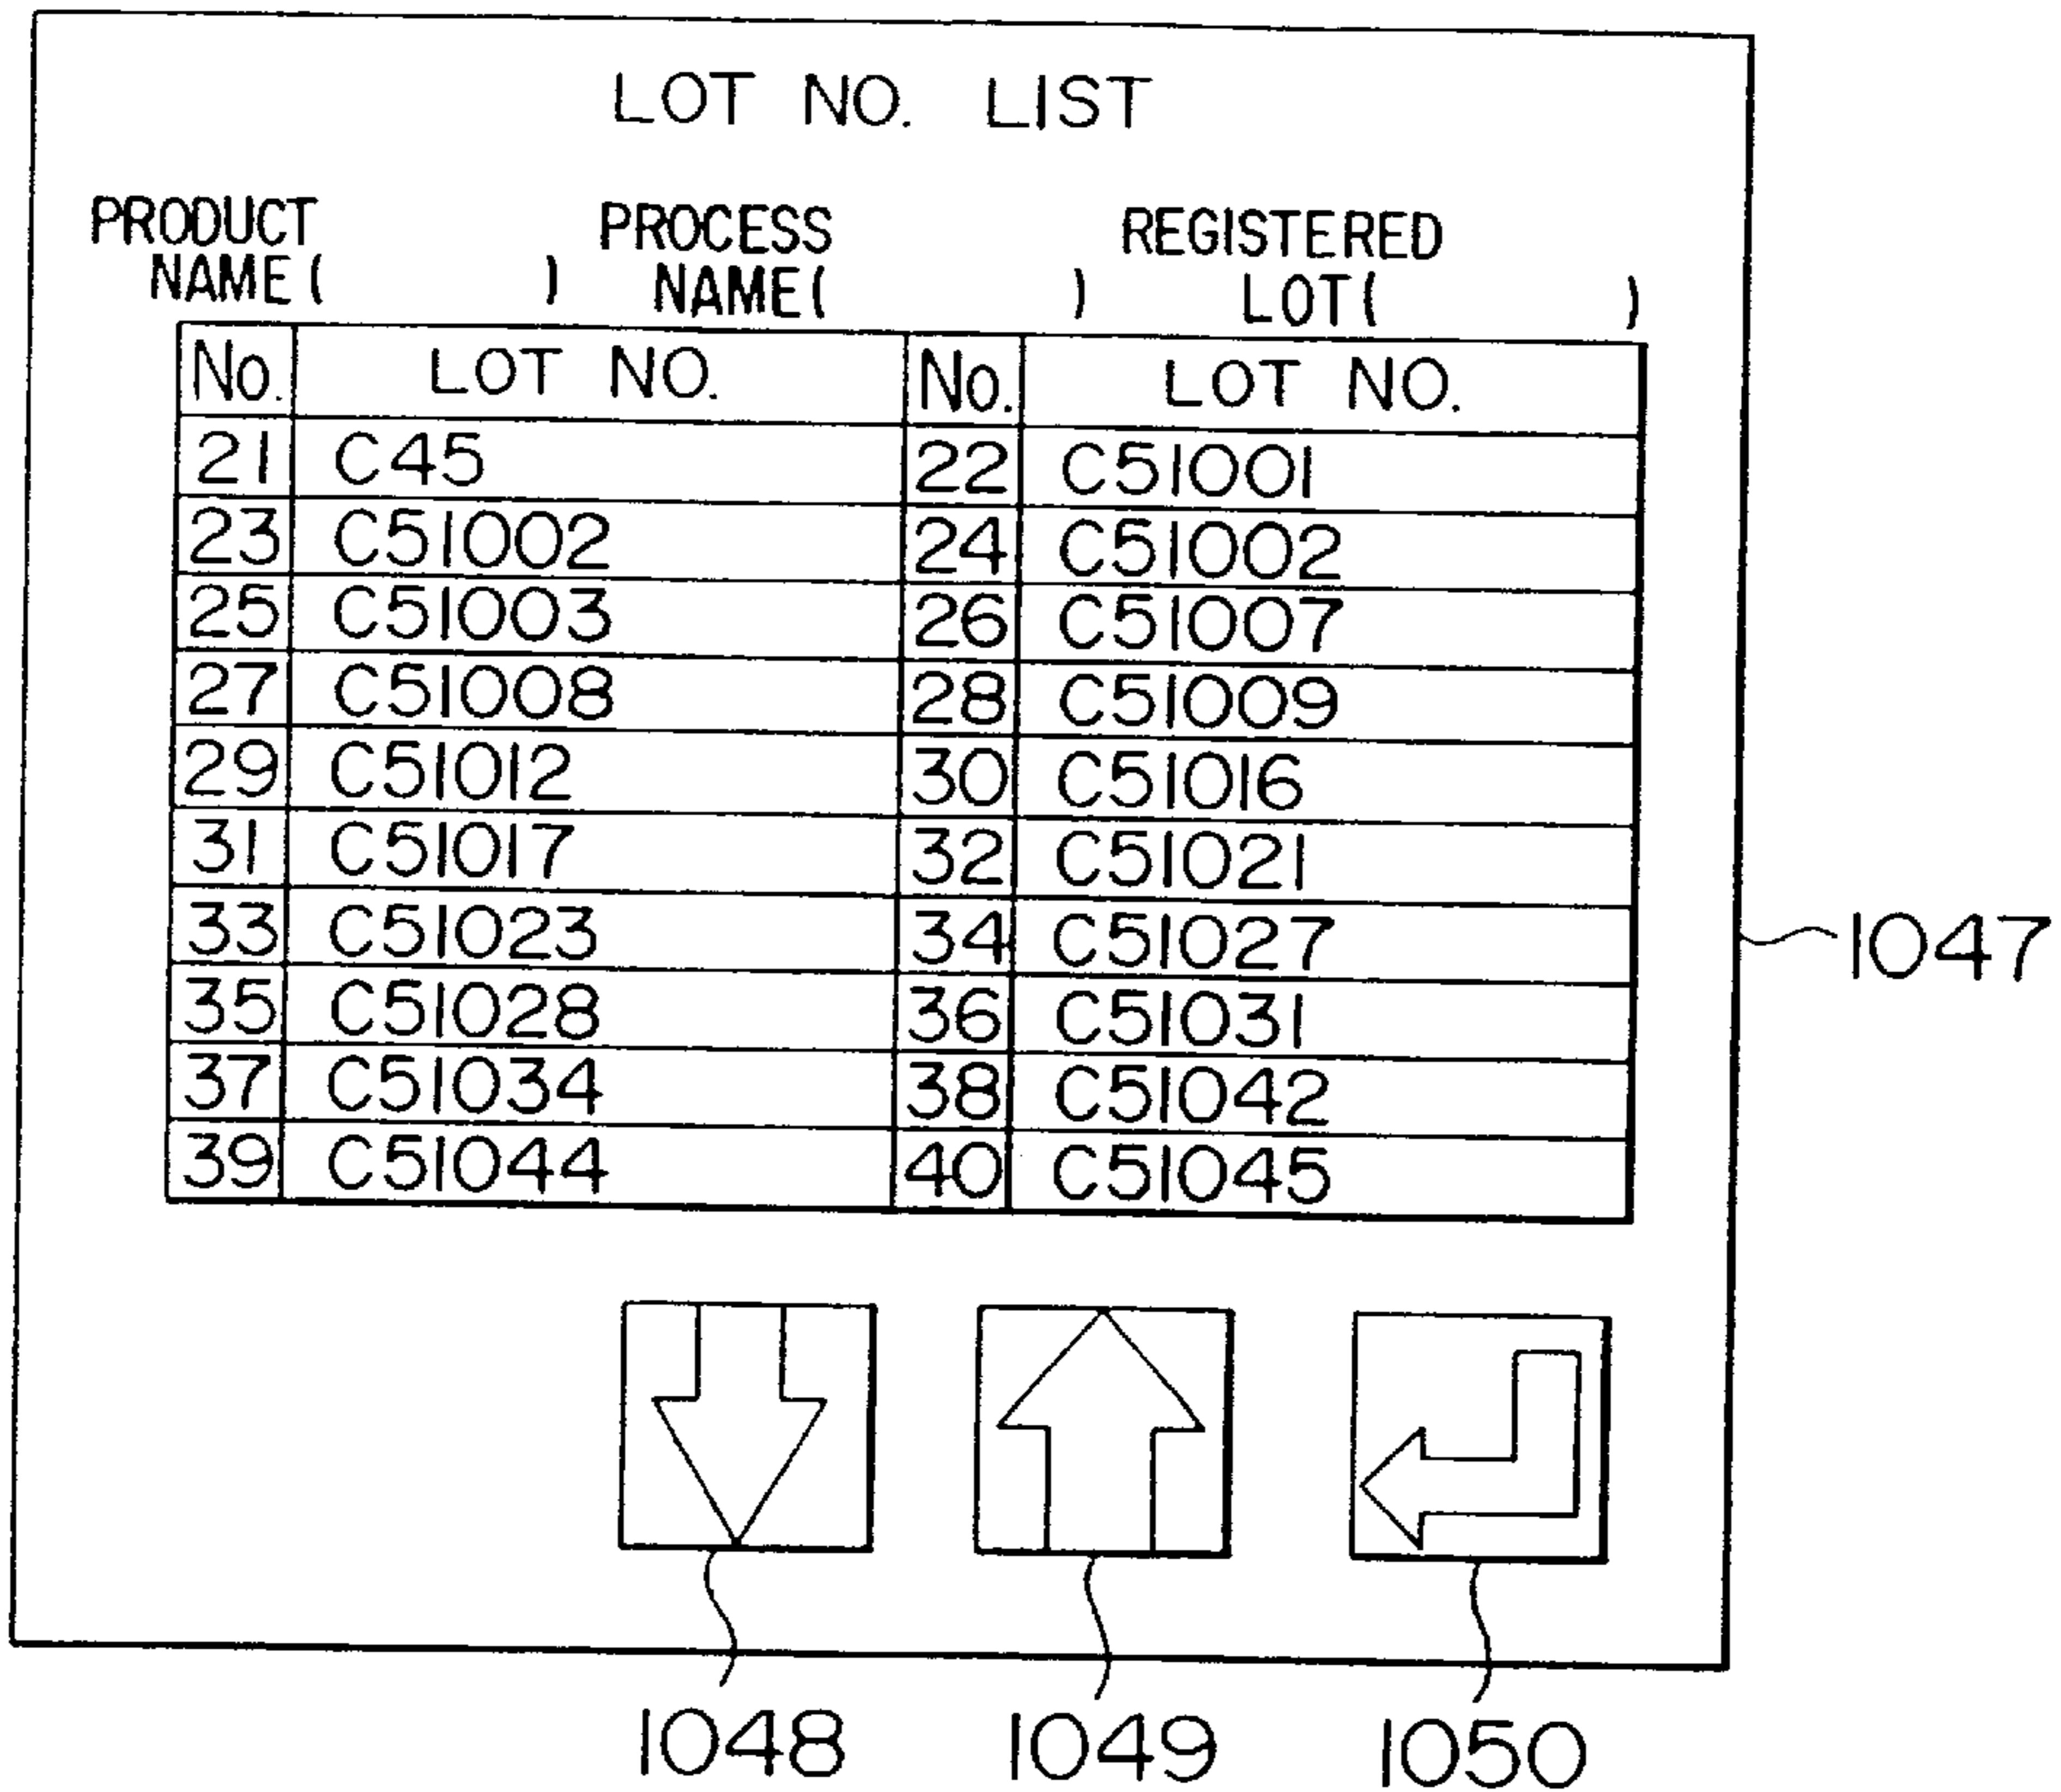 LOT NO. LIST
PRODUCT PROCESS REGISTERED
NAME ( ) NAME ( ) LOT ( )
No. LOT NO. No. LOT NO.
21 C45 22 C51001
23 C51002 24 C51002
25 C51003 26 C51007
27 C51008 28 C51009
29 C51012 30 C51016
31 C51017 32 C51021
33 C51023 34 C51027
1047
35 C51028 36 C51031
37 C51034 38 C51042
39 C51044 40 C51045
1048 1049 1050